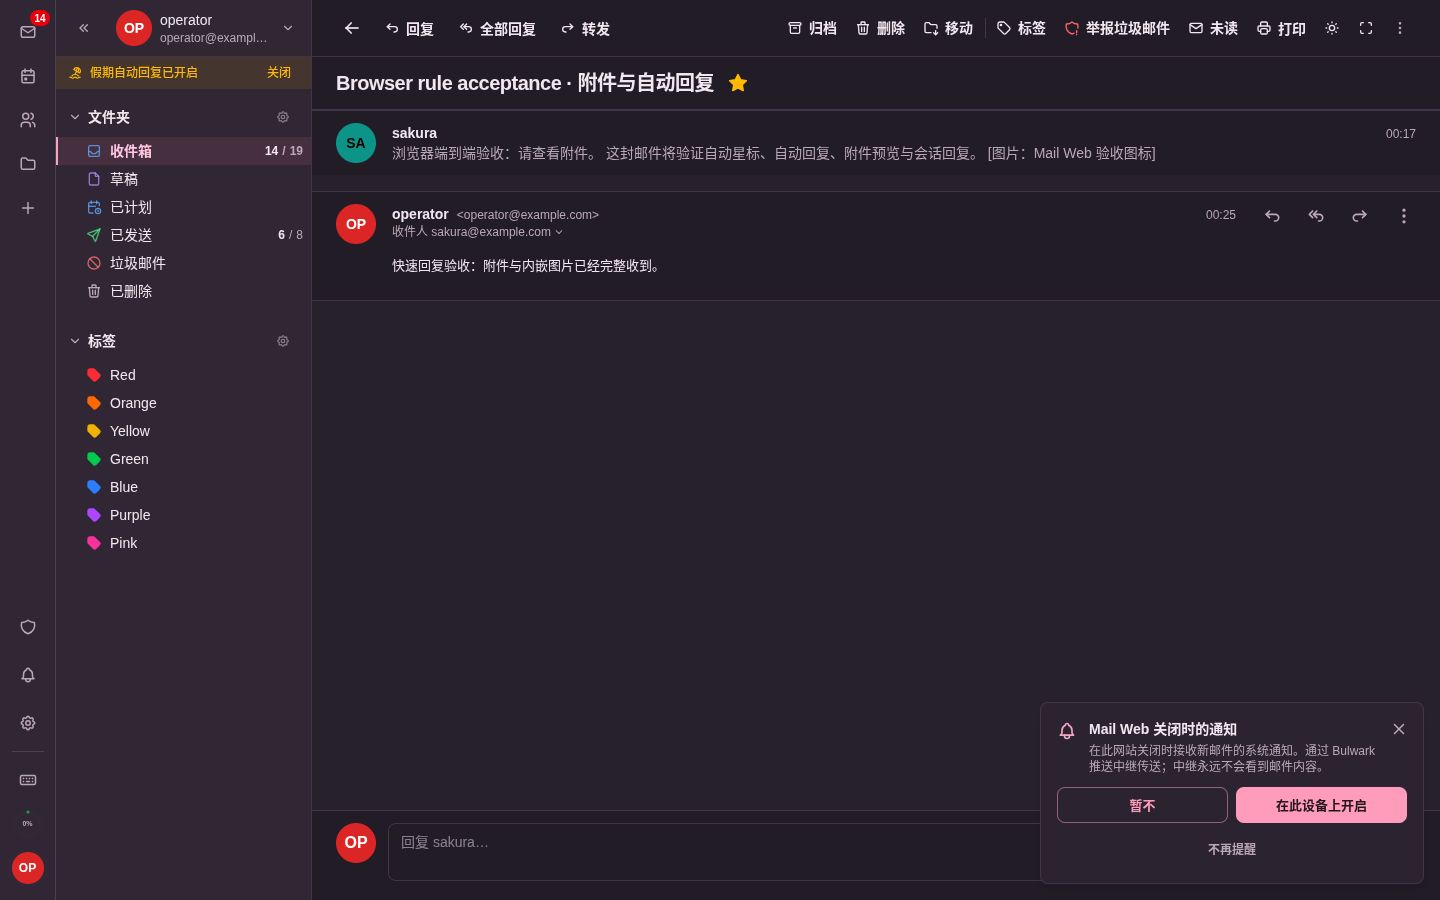 14
OP
operator
operator@exampl…
假期自动回复已开启
关闭
文件夹
收件箱
14 / 19
草稿
已计划
已发送
6 / 8
垃圾邮件
已删除
标签
Red
Orange
Yellow
Green
Blue
Purple
Pink
0%
OP
回复
全部回复
转发
归档
删除
移动
标签
举报垃圾邮件
未读
打印
Browser rule acceptance · 附件与自动回复
SA
sakura
00:17
浏览器端到端验收：请查看附件。 这封邮件将验证自动星标、自动回复、附件预览与会话回复。 [图片：Mail Web 验收图标]
OP
operator <operator@example.com>
00:25
收件人 sakura@example.com
快速回复验收：附件与内嵌图片已经完整收到。
OP
回复 sakura…
Mail Web 关闭时的通知
在此网站关闭时接收新邮件的系统通知。通过 Bulwark
推送中继传送；中继永远不会看到邮件内容。
暂不
在此设备上开启
不再提醒